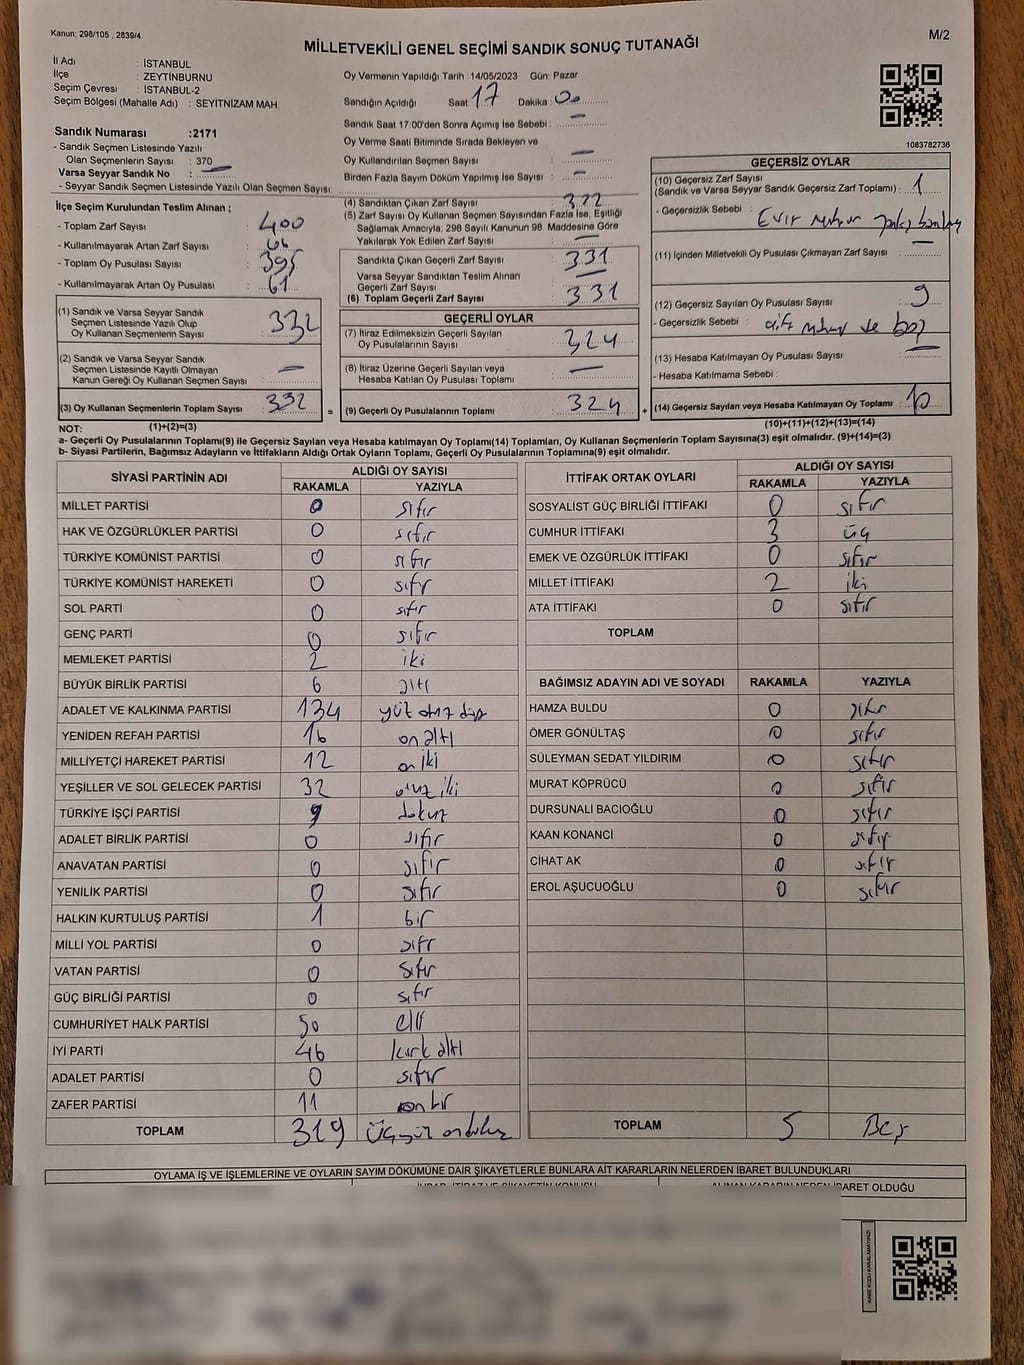 Kanun; 298/105 , 2839/4
M/2
MİLLETVEKİLİ GENEL SEÇİMİ SANDIK SONUÇ TUTANAĞI
İl Adı : İSTANBUL
İlçe : ZEYTİNBURNU
Seçim Çevresi : İSTANBUL-2
Seçim Bölgesi (Mahalle Adı) : SEYİTNİZAM MAH.
Sandık Numarası :2171
- Sandık Seçmen Listesinde Yazılı
Olan Seçmenlerin Sayısı : 370
Varsa Seyyar Sandık No : —
- Seyyar Sandık Seçmen Listesinde Yazılı Olan Seçmen Sayısı:
Oy Vermenin Yapıldığı Tarih :14/05/2023 Gün: Pazar
Sandığın Açıldığı Saat: 17 Dakika : 00
Sandık Saat 17:00'den Sonra Açımış İse Sebebi : —
Oy Verme Saati Bitiminde Sırada Bekleyen ve
Oy Kullandırılan Seçmen Sayısı : —
Birden Fazla Sayım Döküm Yapılmış İse Sayısı : —
1083782736
İlçe Seçim Kurulundan Teslim Alınan ;
- Toplam Zarf Sayısı : 400
- Kullanılmayarak Artan Zarf Sayısı :
- Toplam Oy Pusulası Sayısı : 395
- Kullanılmayarak Artan Oy Pusulası : 61
(1) Sandık ve Varsa Seyyar Sandık
Seçmen Listesinde Yazılı Olup
Oy Kullanan Seçmenlerin Sayısı : 332
(2) Sandık ve Varsa Seyyar Sandık
Seçmen Listesinde Kayıtlı Olmayan
Kanun Gereği Oy Kullanan Seçmen Sayısı : —
(3) Oy Kullanan Seçmenlerin Toplam Sayısı : 332
(4) Sandıktan Çıkan Zarf Sayısı :
(5) Zarf Sayısı Oy Kullanan Seçmen Sayısından Fazla İse, Eşitliği
Sağlamak Amacıyla; 298 Sayılı Kanunun 98. Maddesine Göre
Yakılarak Yok Edilen Zarf Sayısı :
Sandıkta Çıkan Geçerli Zarf Sayısı : 331
Varsa Seyyar Sandıktan Teslim Alınan
Geçerli Zarf Sayısı : —
(6) Toplam Geçerli Zarf Sayısı : 331
GEÇERLİ OYLAR
(7) İtiraz Edilmeksizin Geçerli Sayılan
Oy Pusulalarının Sayısı : 324
(8) İtiraz Üzerine Geçerli Sayılan veya
Hesaba Katılan Oy Pusulası Toplamı : —
= (9) Geçerli Oy Pusulalarının Toplamı : 324
GEÇERSİZ OYLAR
(10) Geçersiz Zarf Sayısı
(Sandık ve Varsa Seyyar Sandık Geçersiz Zarf Toplamı) : 1
- Geçersizlik Sebebi : Evir
(11) İçinden Milletvekili Oy Pusulası Çıkmayan Zarf Sayısı : —
(12) Geçersiz Sayılan Oy Pusulası Sayısı : 9
- Geçersizlik Sebebi : çift mühür ve boş
(13) Hesaba Katılmayan Oy Pusulası Sayısı : —
- Hesaba Katılmama Sebebi :
+ (14) Geçersiz Sayılan veya Hesaba Katılmayan Oy Toplamı : 10
NOT: (1)+(2)=(3)
(10)+(11)+(12)+(13)=(14)
a- Geçerli Oy Pusulalarının Toplamı(9) ile Geçersiz Sayılan veya Hesaba katılmayan Oy Toplamı(14) Toplamları, Oy Kullanan Seçmenlerin Toplam Sayısına(3) eşit olmalıdır. (9)+(14)=(3)
b- Siyasi Partilerin, Bağımsız Adayların ve İttifakların Aldığı Ortak Oyların Toplamı, Geçerli Oy Pusulalarının Toplamına(9) eşit olmalıdır.
SİYASİ PARTİNİN ADI ALDIĞI OY SAYISI
RAKAMLA YAZIYLA
MİLLET PARTİSİ 0 sıfır
HAK VE ÖZGÜRLÜKLER PARTİSİ 0 sıfır
TÜRKİYE KOMÜNİST PARTİSİ 0 sıfır
TÜRKİYE KOMÜNİST HAREKETİ 0 sıfır
SOL PARTİ 0 sıfır
GENÇ PARTİ 0 sıfır
MEMLEKET PARTİSİ 2 iki
BÜYÜK BİRLİK PARTİSİ 6 altı
ADALET VE KALKINMA PARTİSİ 134 yüz otuz dört
YENİDEN REFAH PARTİSİ 16 on altı
MİLLİYETÇİ HAREKET PARTİSİ 12 on iki
YEŞİLLER VE SOL GELECEK PARTİSİ 32 otuz iki
TÜRKİYE İŞÇİ PARTİSİ 9 dokuz
ADALET BİRLİK PARTİSİ 0 sıfır
ANAVATAN PARTİSİ 0 sıfır
YENİLİK PARTİSİ 0 sıfır
HALKIN KURTULUŞ PARTİSİ 1 bir
MİLLİ YOL PARTİSİ 0 sıfır
VATAN PARTİSİ 0 sıfır
GÜÇ BİRLİĞİ PARTİSİ 0 sıfır
CUMHURİYET HALK PARTİSİ 50 elli
İYİ PARTİ 46 kırk altı
ADALET PARTİSİ 0 sıfır
ZAFER PARTİSİ 11 on bir
TOPLAM 319 üçyüz ondokuz
İTTİFAK ORTAK OYLARI ALDIĞI OY SAYISI
RAKAMLA YAZIYLA
SOSYALİST GÜÇ BİRLİĞİ İTTİFAKI 0 sıfır
CUMHUR İTTİFAKI 3 üç
EMEK VE ÖZGÜRLÜK İTTİFAKI 0 sıfır
MİLLET İTTİFAKI 2 iki
ATA İTTİFAKI 0 sıfır
TOPLAM
BAĞIMSIZ ADAYIN ADI VE SOYADI RAKAMLA YAZIYLA
HAMZA BULDU 0 sıfır
ÖMER GÖNÜLTAŞ 0 sıfır
SÜLEYMAN SEDAT YILDIRIM 0 sıfır
MURAT KÖPRÜCÜ 0 sıfır
DURSUNALİ BACIOĞLU 0 sıfır
KAAN KONANCİ 0 sıfır
CİHAT AK 0 sıfır
EROL AŞUCUOĞLU 0 sıfır
TOPLAM 5 Beş
OYLAMA İŞ VE İŞLEMLERİNE VE OYLARIN SAYIM DÖKÜMÜNE DAİR ŞİKAYETLERLE BUNLARA AİT KARARLARIN NELERDEN İBARET BULUNDUKLARI